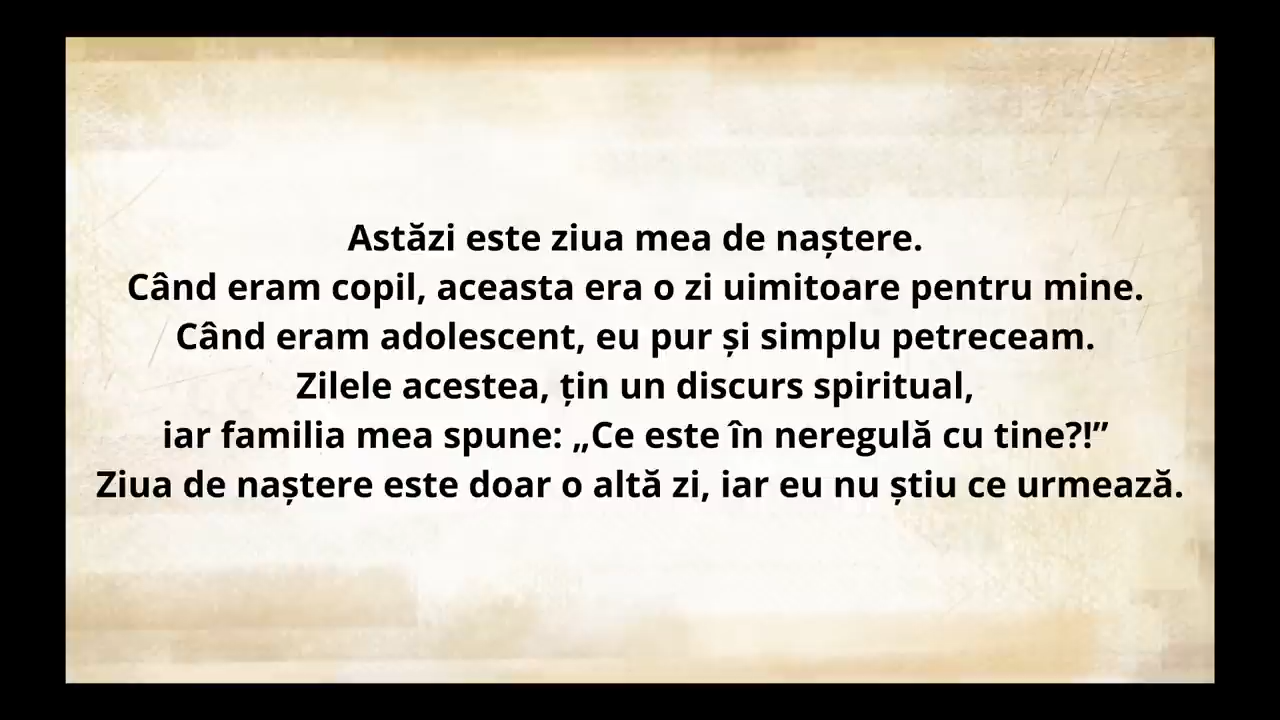 Astăzi este ziua mea de naștere.
Când eram copil, aceasta era o zi uimitoare pentru mine.
Când eram adolescent, eu pur și simplu petreceam.
Zilele acestea, țin un discurs spiritual,
iar familia mea spune: „Ce este în neregulă cu tine?!”
Ziua de naștere este doar o altă zi, iar eu nu știu ce urmează.